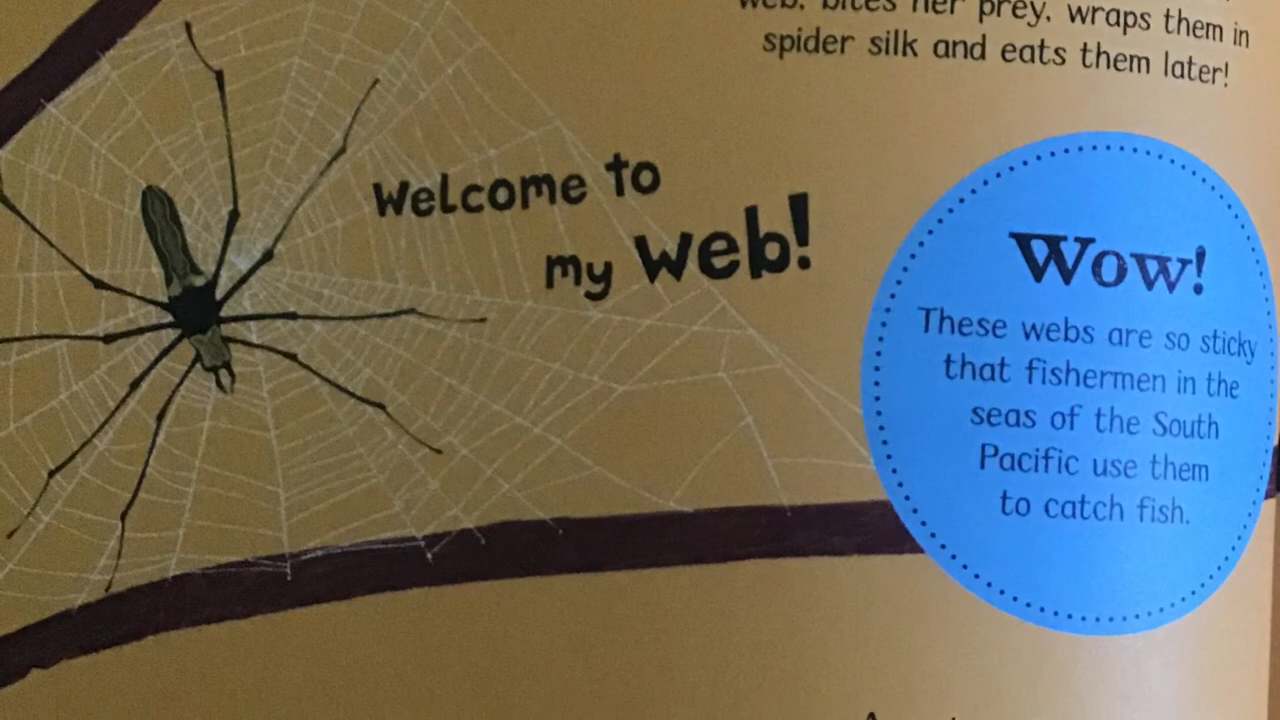 web, bites her prey, wraps them in
spider silk and eats them later!
Welcome to
my web!
Wow!
These webs are so sticky
that fishermen in the
seas of the South
Pacific use them
to catch fish.